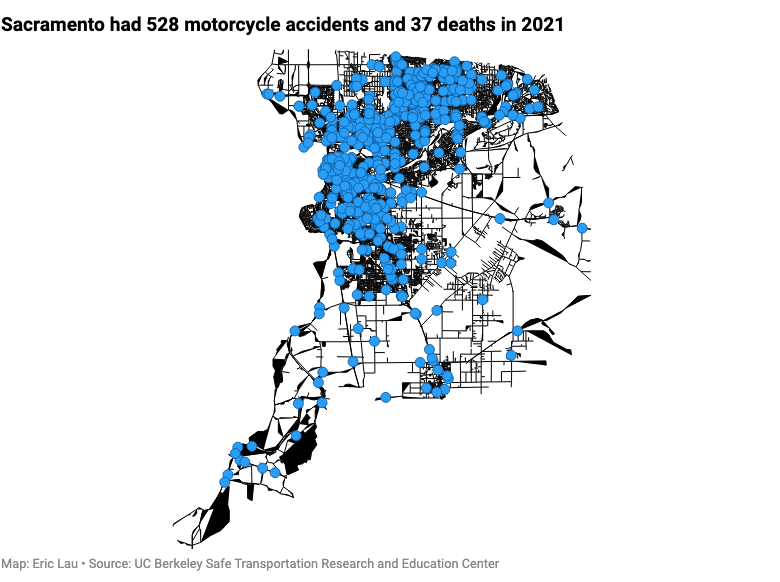 Sacramento had 528 motorcycle accidents and 37 deaths in 2021
Map: Eric Lau • Source: UC Berkeley Safe Transportation Research and Education Center